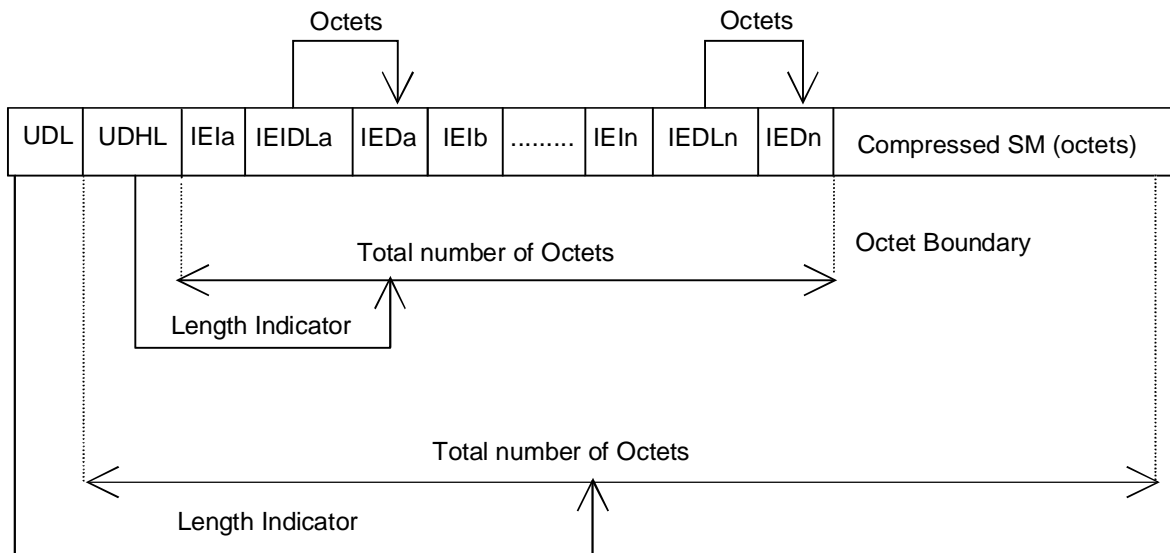 Octets
Octets
UDL UDHL IEIa IEIDLa IEDa IEIb ......... IEIn IEDLn IEDn Compressed SM (octets)
Total number of Octets
Octet Boundary
Length Indicator
Total number of Octets
Length Indicator